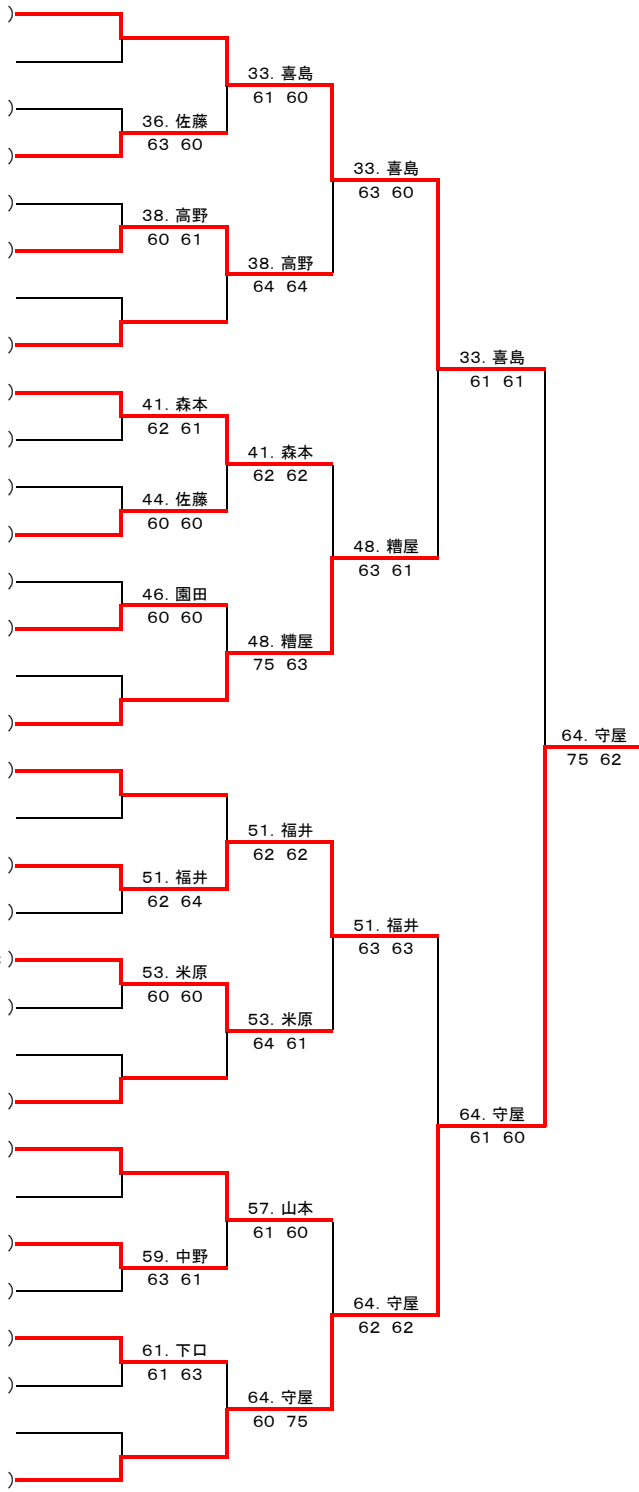 )
33. 喜島
61 60
)
36. 佐藤
63 60
)
33. 喜島
63 60
)
38. 高野
60 61
)
38. 高野
64 64
)
33. 喜島
61 61
)
41. 森本
62 61
)
41. 森本
62 62
)
44. 佐藤
60 60
)
48. 糟屋
63 61
)
46. 園田
60 60
)
48. 糟屋
75 63
)
64. 守屋
75 62
)
51. 福井
62 62
)
51. 福井
62 64
)
51. 福井
63 63
)
53. 米原
60 60
)
53. 米原
64 61
)
64. 守屋
61 60
)
57. 山本
61 60
)
59. 中野
63 61
)
64. 守屋
62 62
)
61. 下口
61 63
)
64. 守屋
60 75
)